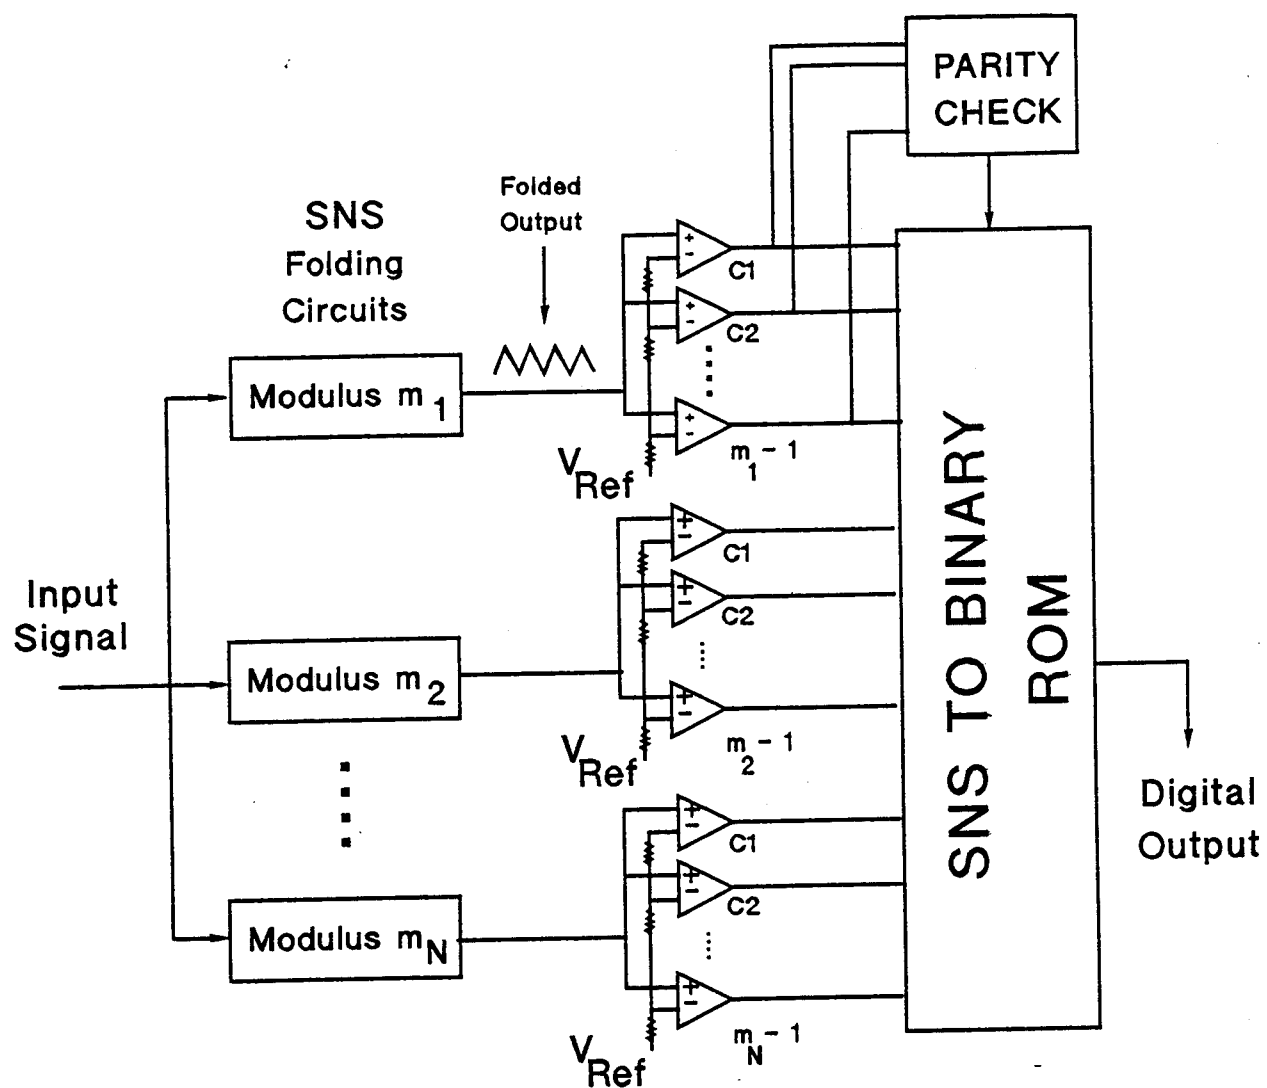 PARITY
CHECK
Folded
Output
SNS
Folding
Circuits
+
-
C1
+
-
C2
Modulus m1
+
-
m1 - 1
VRef
+
-
C1
Input
Signal
+
-
C2
Modulus m2
+
-
m2 - 1
VRef
SNS TO BINARY
ROM
Digital
Output
+
-
C1
+
-
C2
Modulus mN
+
-
mN - 1
VRef